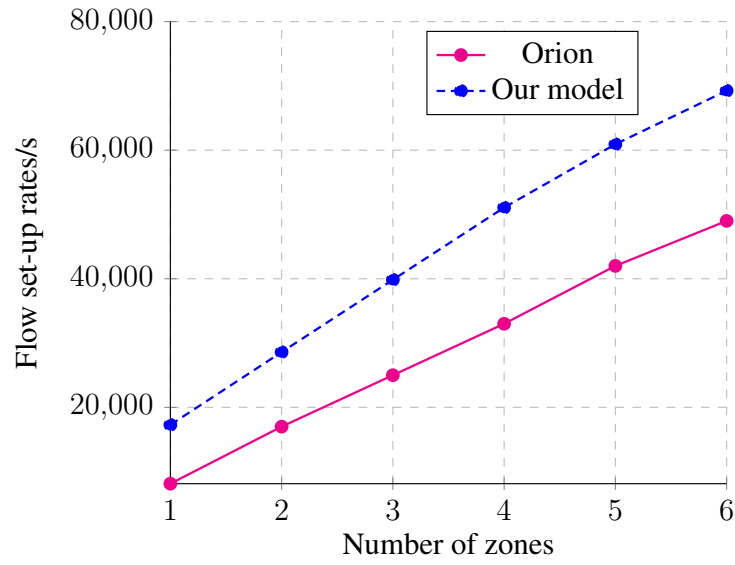 80,000
60,000
40,000
20,000
Flow set-up rates/s
Orion
Our model
1 2 3 4 5 6
Number of zones